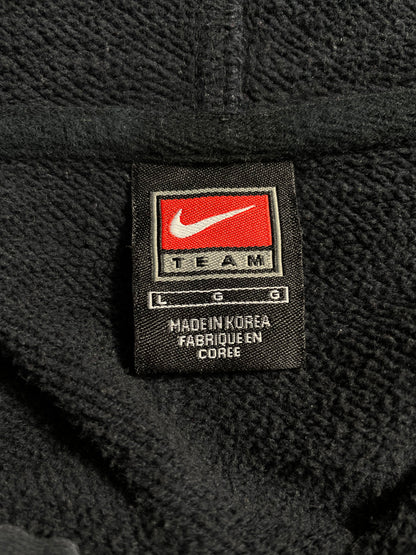 TEAM
L G G
MADE IN KOREA
FABRIQUE EN
COREE